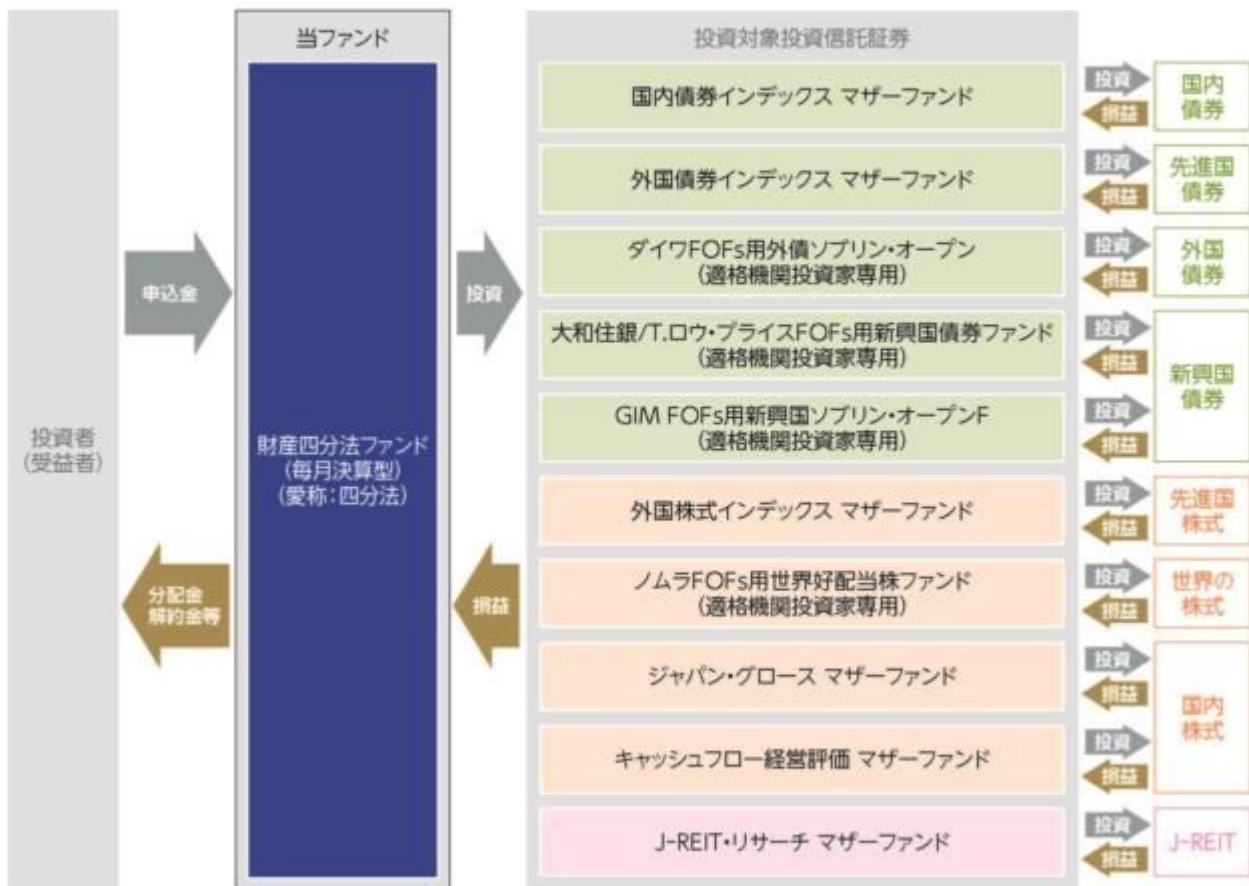 当ファンド
投資対象投資信託証券
投資者
(受益者)
申込金
分配金
解約金等
財産四分法ファンド
(毎月決算型)
(愛称:四分法)
投資
損益
国内債券インデックス マザーファンド
投資
損益
国内
債券
外国債券インデックス マザーファンド
投資
損益
先進国
債券
ダイワFOFs用外債ソブリン・オープン
(適格機関投資家専用)
投資
損益
外国
債券
大和住銀/T.ロウ・プライスFOFs用新興国債券ファンド
(適格機関投資家専用)
投資
損益
GIM FOFs用新興国ソブリン・オープンF
(適格機関投資家専用)
投資
損益
新興国
債券
外国株式インデックス マザーファンド
投資
損益
先進国
株式
ノムラFOFs用世界好配当株ファンド
(適格機関投資家専用)
投資
損益
世界の
株式
ジャパン・グロース マザーファンド
投資
損益
キャッシュフロー経営評価 マザーファンド
投資
損益
国内
株式
J-REIT・リサーチ マザーファンド
投資
損益
J-REIT